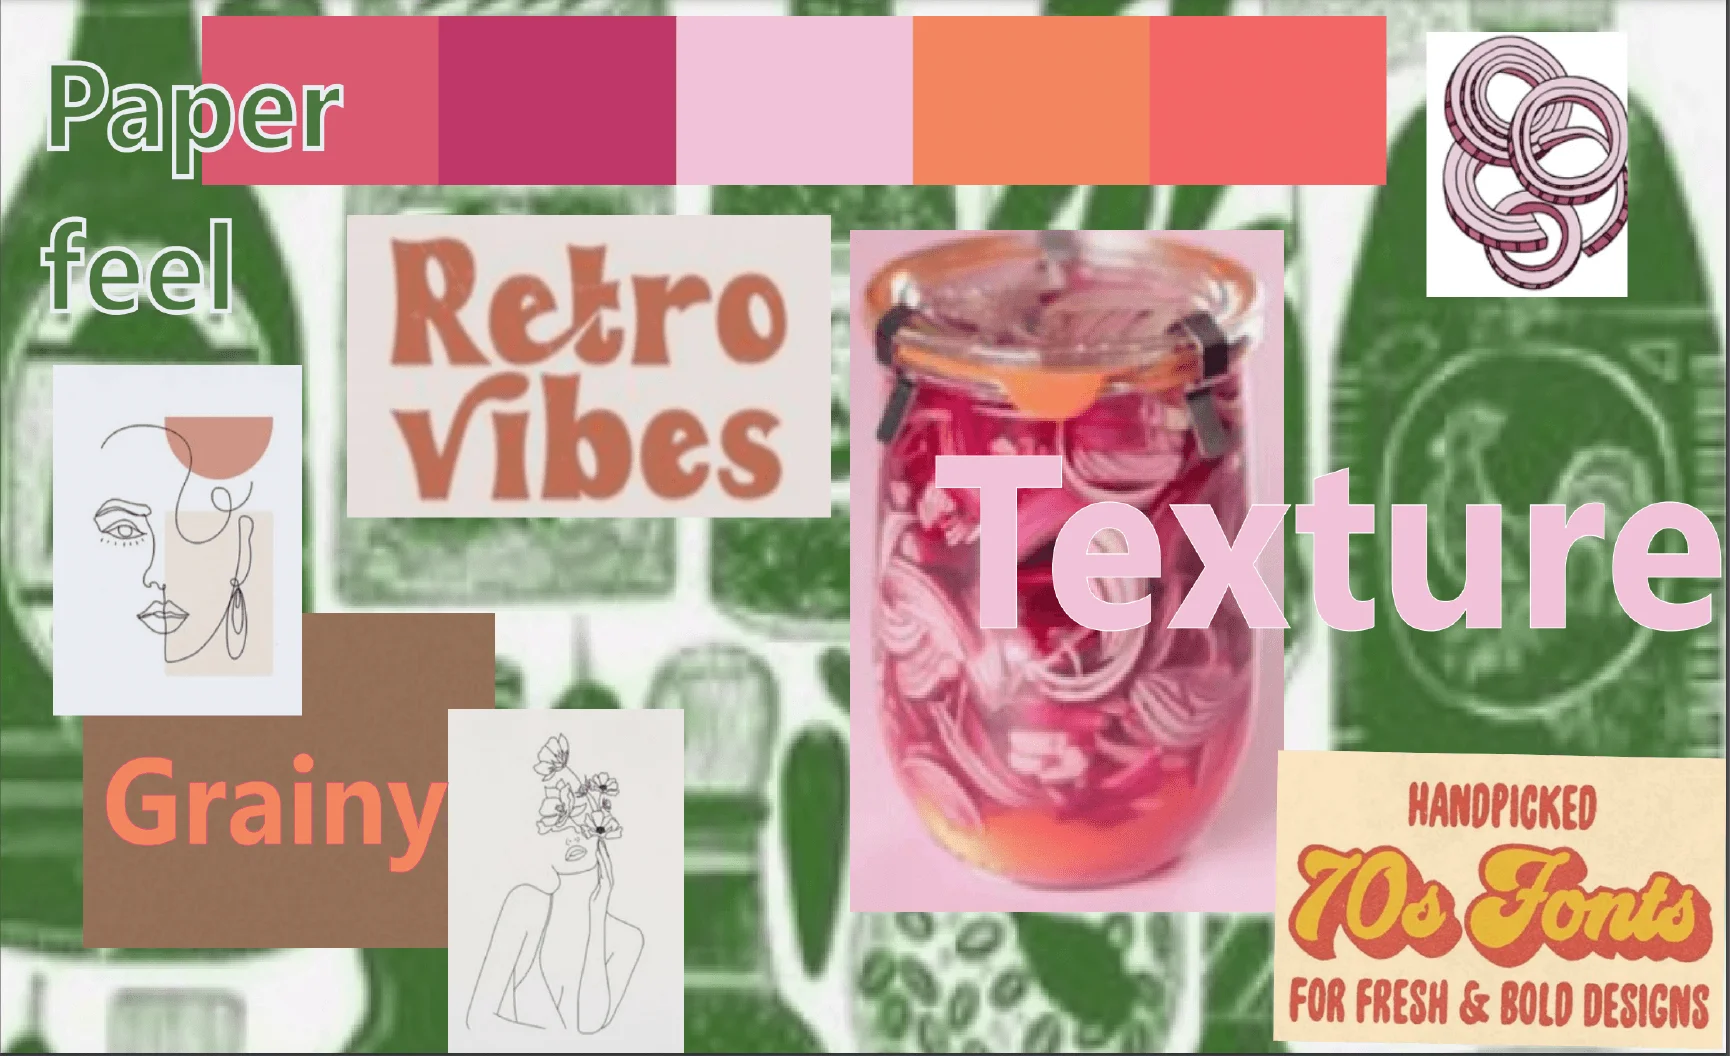 Paper
feel
Retro
vibes
Texture
Grainy
HANDPICKED
70s Fonts
FOR FRESH & BOLD DESIGNS